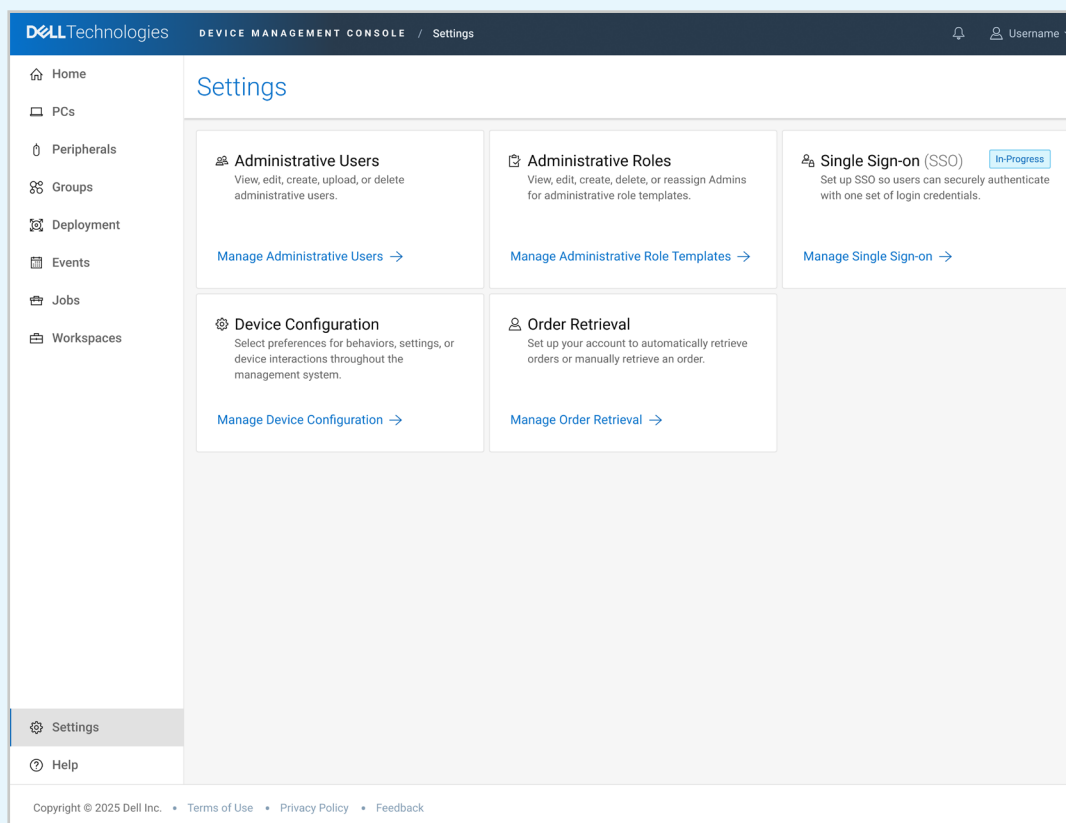 DELLTechnologies DEVICE MANAGEMENT CONSOLE / Settings Username
Home
PCs
Peripherals
Groups
Deployment
Events
Jobs
Workspaces
Settings
Help
Settings
Administrative Users
View, edit, create, upload, or delete
administrative users.
Manage Administrative Users →
Administrative Roles
View, edit, create, delete, or reassign Admins
for administrative role templates.
Manage Administrative Role Templates →
Single Sign-on (SSO) In-Progress
Set up SSO so users can securely authenticate
with one set of login credentials.
Manage Single Sign-on →
Device Configuration
Select preferences for behaviors, settings, or
device interactions throughout the
management system.
Manage Device Configuration →
Order Retrieval
Set up your account to automatically retrieve
orders or manually retrieve an order.
Manage Order Retrieval →
Copyright © 2025 Dell Inc. • Terms of Use • Privacy Policy • Feedback